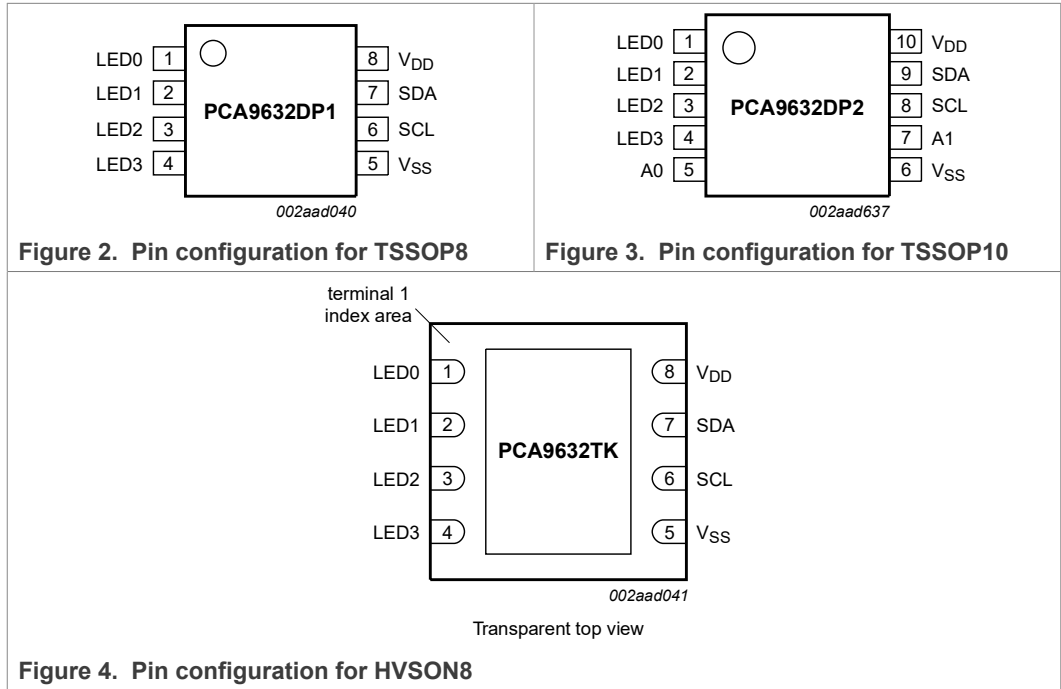 LED0 1 8 VDD
LED1 2 7 SDA
PCA9632DP1
LED2 3 6 SCL
LED3 4 5 VSS
002aad040
Figure 2. Pin configuration for TSSOP8
LED0 1 10 VDD
LED1 2 9 SDA
LED2 3 PCA9632DP2 8 SCL
LED3 4 7 A1
A0 5 6 VSS
002aad637
Figure 3. Pin configuration for TSSOP10
terminal 1
index area
LED0 1 8 VDD
LED1 2 7 SDA
PCA9632TK
LED2 3 6 SCL
LED3 4 5 VSS
002aad041
Transparent top view
Figure 4. Pin configuration for HVSON8